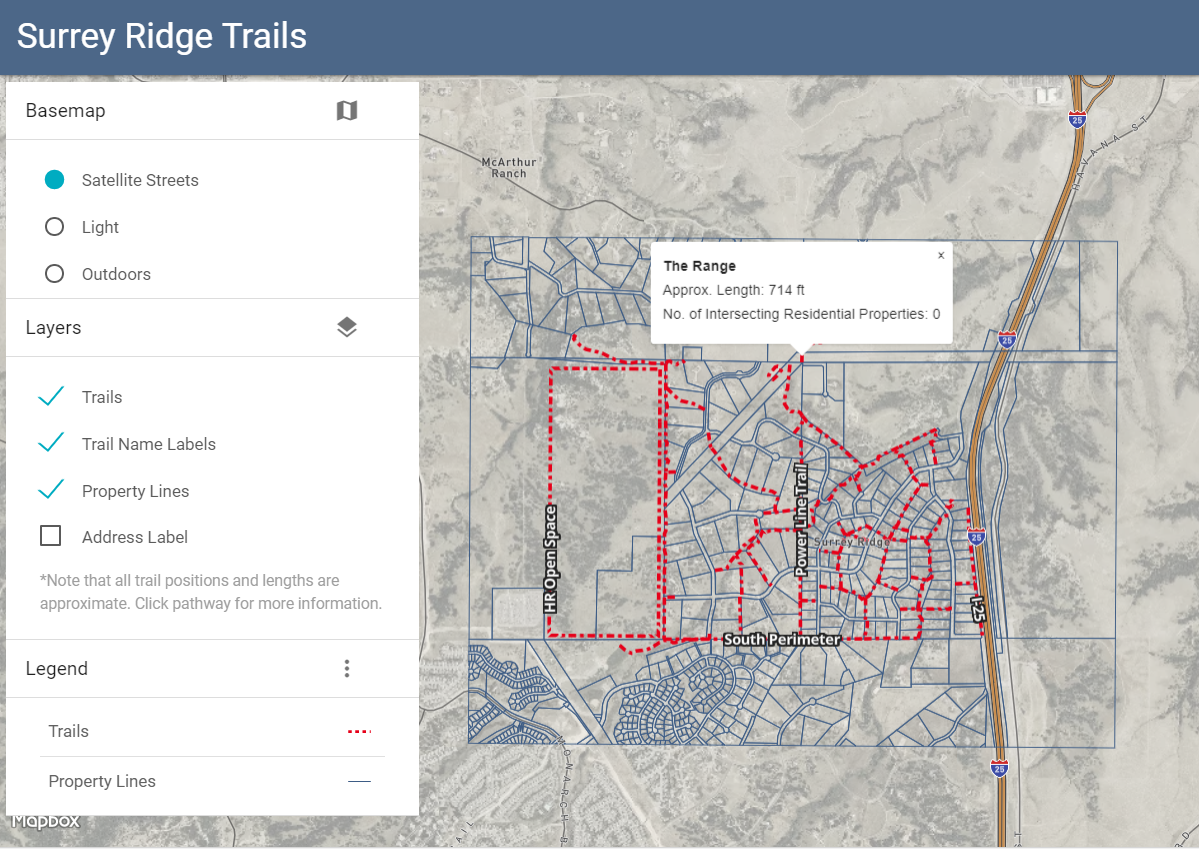 Surrey Ridge Trails
Basemap
Satellite Streets
Light
Outdoors
Layers
Trails
Trail Name Labels
Property Lines
Address Label
*Note that all trail positions and lengths are
approximate. Click pathway for more information.
Legend
Trails
Property Lines
Mapbox
McArthur
Ranch
25
HAVANA ST
The Range
×
Approx. Length: 714 ft
No. of Intersecting Residential Properties: 0
25
HR Open Space
Power Line Trail
Surrey Ridge
25
I25
South Perimeter
25
MONARCH B